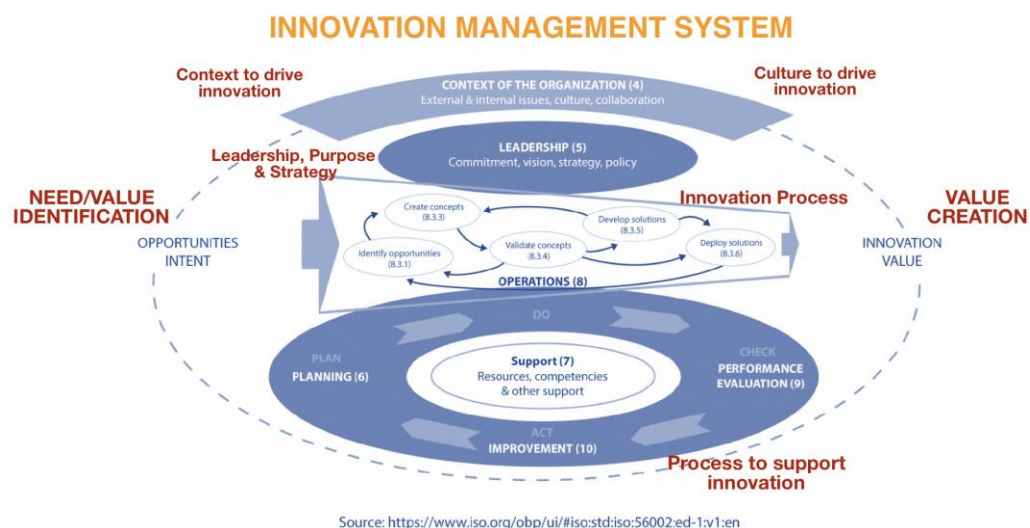 INNOVATION MANAGEMENT SYSTEM
Context to drive
innovation
Culture to drive
innovation
CONTEXT OF THE ORGANIZATION (4)
External & internal issues, culture, collaboration
LEADERSHIP (5)
Commitment, vision, strategy, policy
Leadership, Purpose
& Strategy
Innovation Process
NEED/VALUE
IDENTIFICATION
OPPORTUNITIES
INTENT
VALUE
CREATION
INNOVATION
VALUE
Create concepts
(8.3.3)
Develop solutions
(8.3.5)
Identify opportunities
(8.3.1)
Validate concepts
(8.3.4)
Deploy solutions
(8.3.6)
OPERATIONS (8)
DO
PLAN
PLANNING (6)
Support (7)
Resources, competencies
& other support
CHECK
PERFORMANCE
EVALUATION (9)
ACT
IMPROVEMENT (10)
Process to support
innovation
Source: https://www.iso.org/obp/ui/#iso:std:iso:56002:ed-1:v1:en